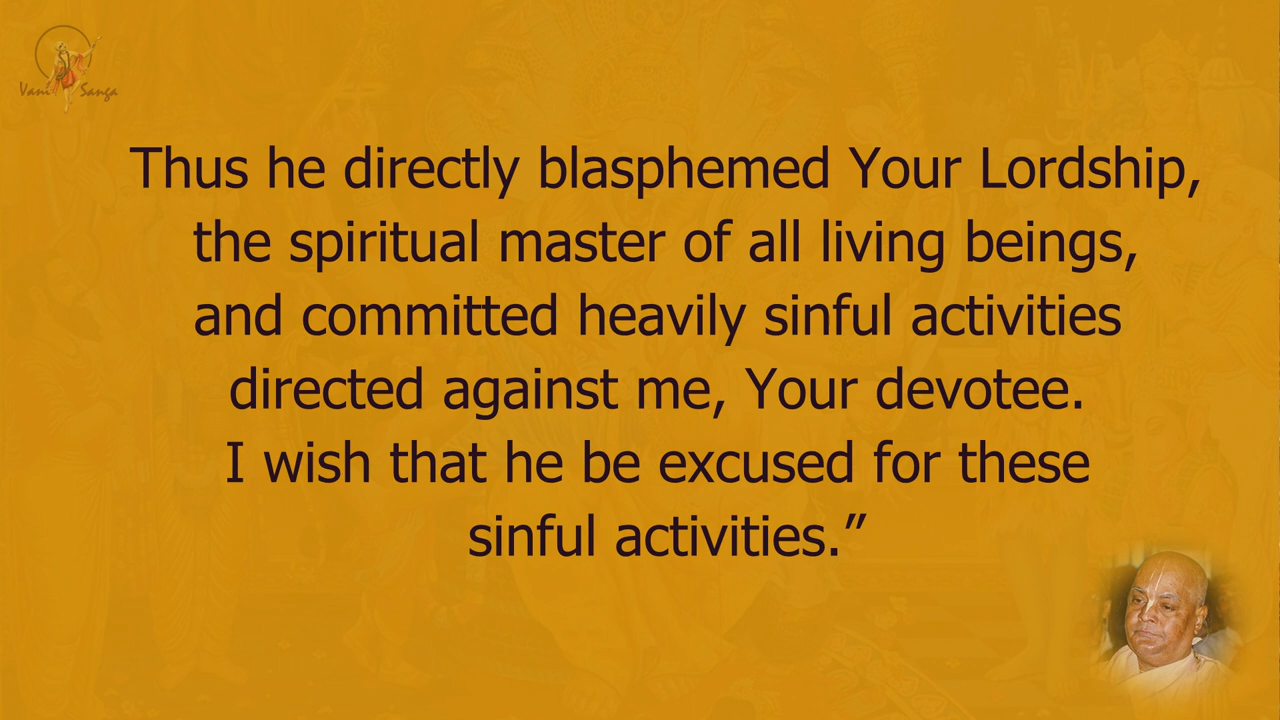 Vani Sanga
Thus he directly blasphemed Your Lordship,
the spiritual master of all living beings,
and committed heavily sinful activities
directed against me, Your devotee.
I wish that he be excused for these
sinful activities.”